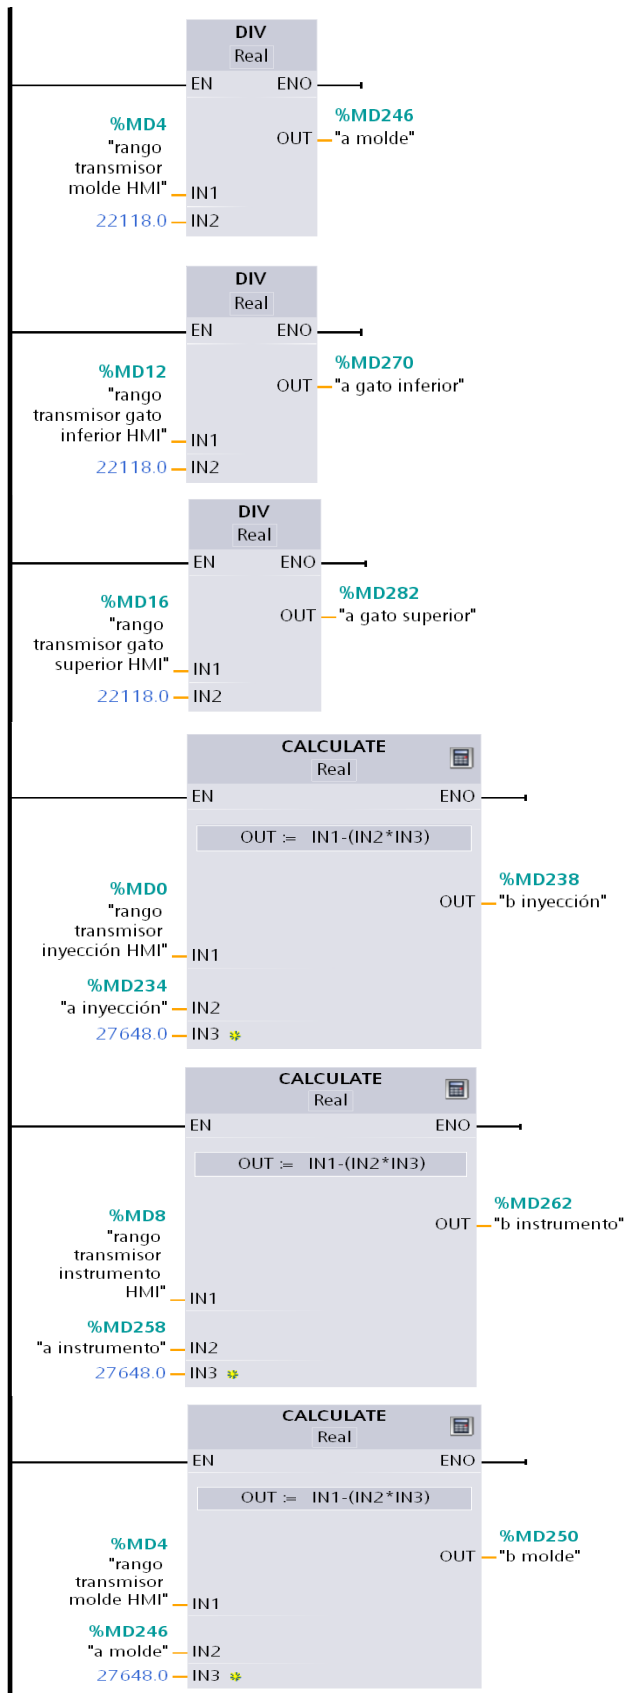 DIV
Real
EN ENO
%MD4
"rango
transmisor
molde HMI"
IN1
22118.0
IN2
%MD246
OUT
"a molde"
DIV
Real
EN ENO
%MD12
"rango
transmisor gato
inferior HMI"
IN1
22118.0
IN2
%MD270
OUT
"a gato inferior"
DIV
Real
EN ENO
%MD16
"rango
transmisor gato
superior HMI"
IN1
22118.0
IN2
%MD282
OUT
"a gato superior"
CALCULATE
Real
EN ENO
OUT := IN1-(IN2*IN3)
%MD0
"rango
transmisor
inyección HMI"
IN1
%MD234
"a inyección"
IN2
27648.0
IN3
%MD238
OUT
"b inyección"
CALCULATE
Real
EN ENO
OUT := IN1-(IN2*IN3)
%MD8
"rango
transmisor
instrumento
HMI"
IN1
%MD258
"a instrumento"
IN2
27648.0
IN3
%MD262
OUT
"b instrumento"
CALCULATE
Real
EN ENO
OUT := IN1-(IN2*IN3)
%MD4
"rango
transmisor
molde HMI"
IN1
%MD246
"a molde"
IN2
27648.0
IN3
%MD250
OUT
"b molde"